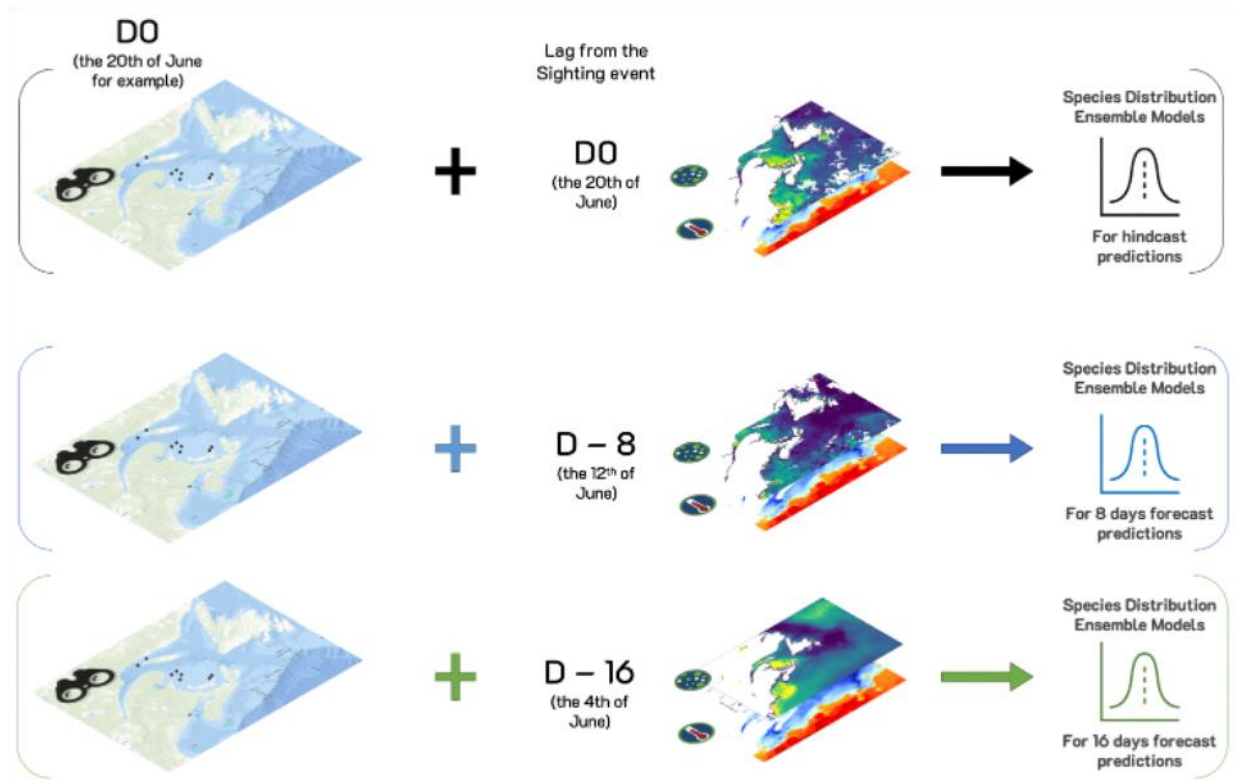 D0
(the 20th of June
for example)
Lag from the
Sighting event
D0
(the 20th of
June)
Species Distribution
Ensemble Models
For hindcast
predictions
D – 8
(the 12th of
June)
Species Distribution
Ensemble Models
For 8 days forecast
predictions
D – 16
(the 4th of
June)
Species Distribution
Ensemble Models
For 16 days forecast
predictions